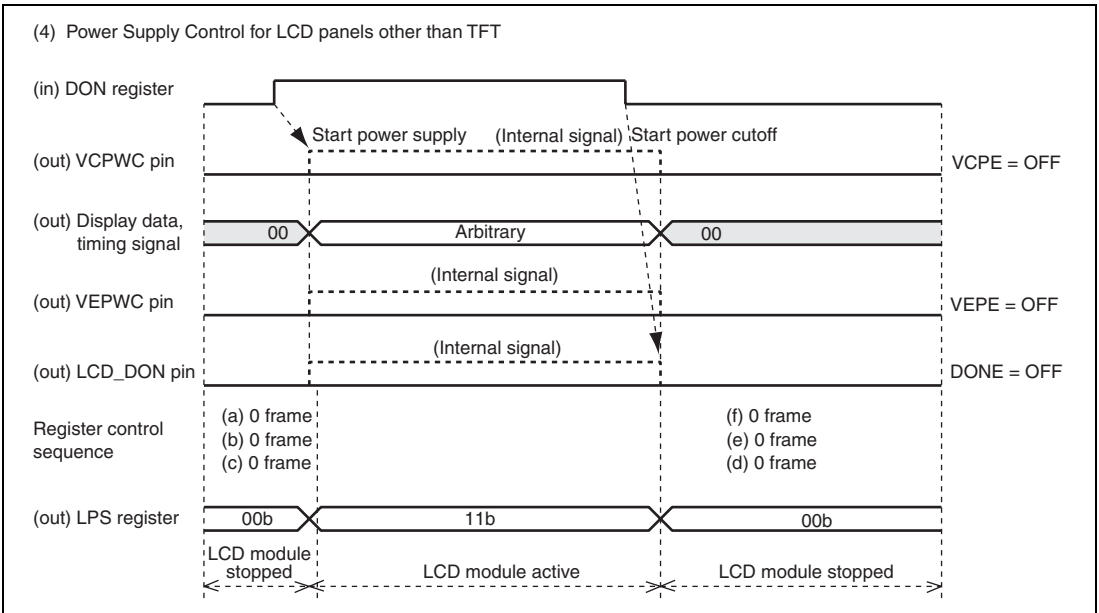 (4) Power Supply Control for LCD panels other than TFT
(in) DON register
Start power supply (Internal signal) Start power cutoff
(out) VCPWC pin
VCPE = OFF
(out) Display data,
timing signal
00
Arbitrary
00
(Internal signal)
(out) VEPWC pin
VEPE = OFF
(Internal signal)
(out) LCD_DON pin
DONE = OFF
Register control
sequence
(a) 0 frame
(b) 0 frame
(c) 0 frame
(f) 0 frame
(e) 0 frame
(d) 0 frame
(out) LPS register
00b
11b
00b
LCD module
stopped
LCD module active
LCD module stopped